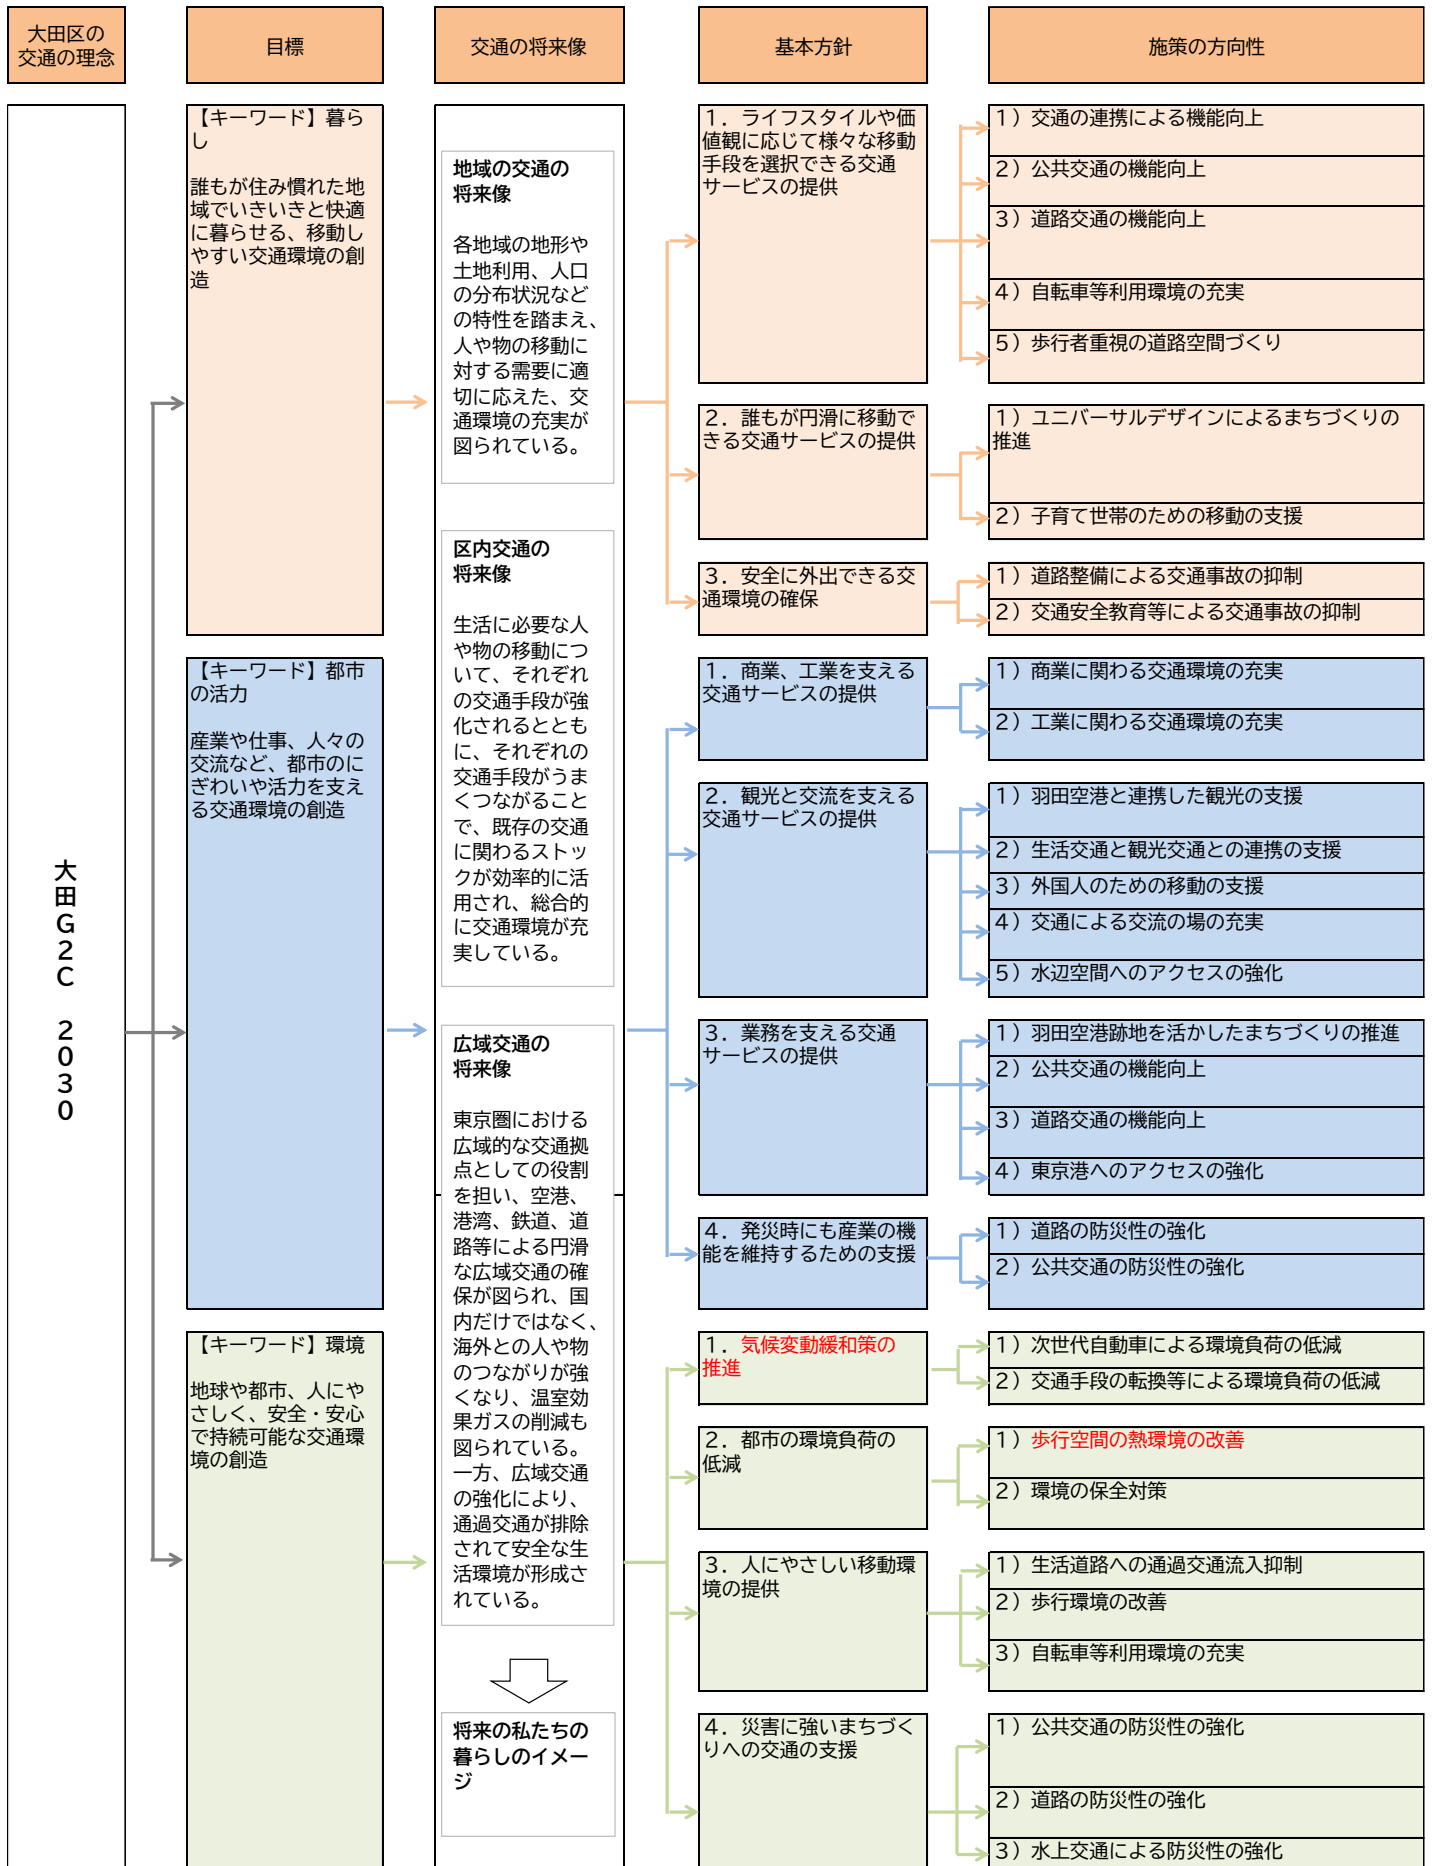 大田区の
交通の理念
目標
交通の将来像
基本方針
施策の方向性
大田G2C 2030
【キーワード】暮ら
し
誰もが住み慣れた地
域でいきいきと快適
に暮らせる、移動し
やすい交通環境の創
造
【キーワード】都市
の活力
産業や仕事、人々の
交流など、都市のに
ぎわいや活力を支え
る交通環境の創造
【キーワード】環境
地球や都市、人にや
さしく、安全・安心
で持続可能な交通環
境の創造
地域の交通の
将来像
各地域の地形や
土地利用、人口
の分布状況など
の特性を踏まえ、
人や物の移動に
対する需要に適
切に応えた、交
通環境の充実が
図られている。
区内交通の
将来像
生活に必要な人
や物の移動につ
いて、それぞれ
の交通手段が強
化されるととも
に、それぞれの
交通手段がうま
くつながること
で、既存の交通
に関わるストッ
クが効率的に活
用され、総合的
に交通環境が充
実している。
広域交通の
将来像
東京圏における
広域的な交通拠
点としての役割
を担い、空港、
港湾、鉄道、道
路等による円滑
な広域交通の確
保が図られ、国
内だけではなく、
海外との人や物
のつながりが強
くなり、温室効
果ガスの削減も
図られている。
一方、広域交通
の強化により、
通過交通が排除
されて安全な生
活環境が形成さ
れている。
将来の私たちの
暮らしのイメー
ジ
1．ライフスタイルや価
値観に応じて様々な移動
手段を選択できる交通
サービスの提供
1）交通の連携による機能向上
2）公共交通の機能向上
3）道路交通の機能向上
4）自転車等利用環境の充実
5）歩行者重視の道路空間づくり
2．誰もが円滑に移動で
きる交通サービスの提供
1）ユニバーサルデザインによるまちづくりの
推進
2）子育て世帯のための移動の支援
3．安全に外出できる交
通環境の確保
1）道路整備による交通事故の抑制
2）交通安全教育等による交通事故の抑制
1．商業、工業を支える
交通サービスの提供
1）商業に関わる交通環境の充実
2）工業に関わる交通環境の充実
2．観光と交流を支える
交通サービスの提供
1）羽田空港と連携した観光の支援
2）生活交通と観光交通との連携の支援
3）外国人のための移動の支援
4）交通による交流の場の充実
5）水辺空間へのアクセスの強化
3．業務を支える交通
サービスの提供
1）羽田空港跡地を活かしたまちづくりの推進
2）公共交通の機能向上
3）道路交通の機能向上
4）東京港へのアクセスの強化
4．発災時にも産業の機
能を維持するための支援
1）道路の防災性の強化
2）公共交通の防災性の強化
1．気候変動緩和策の
推進
1）次世代自動車による環境負荷の低減
2）交通手段の転換等による環境負荷の低減
2．都市の環境負荷の
低減
1）歩行空間の熱環境の改善
2）環境の保全対策
3．人にやさしい移動環
境の提供
1）生活道路への通過交通流入抑制
2）歩行環境の改善
3）自転車等利用環境の充実
4．災害に強いまちづく
りへの交通の支援
1）公共交通の防災性の強化
2）道路の防災性の強化
3）水上交通による防災性の強化